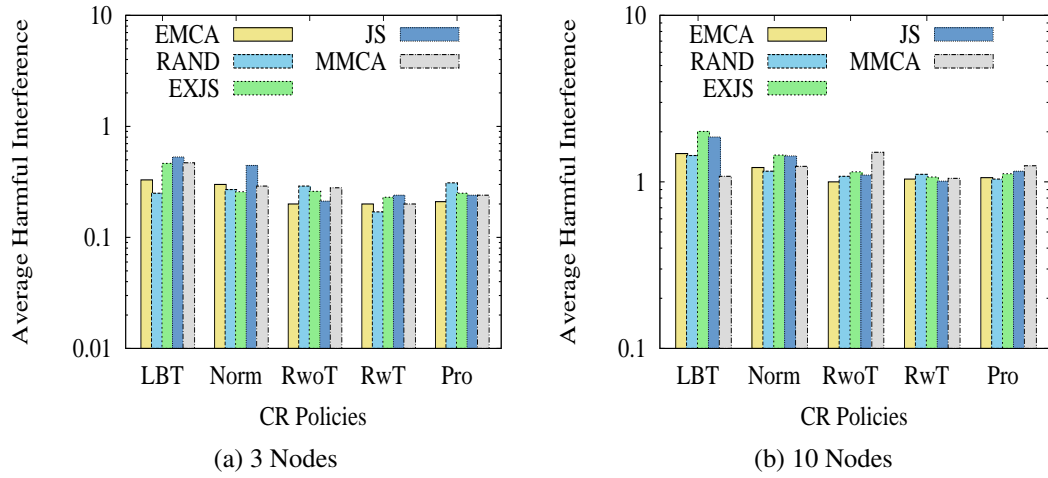 10
1
0.1
0.01
Average Harmful Interference
EMCA
RAND
EXJS
JS
MMCA
LBT Norm RwoT RwT Pro
CR Policies
(a) 3 Nodes
10
1
0.1
Average Harmful Interference
EMCA
RAND
EXJS
JS
MMCA
LBT Norm RwoT RwT Pro
CR Policies
(b) 10 Nodes